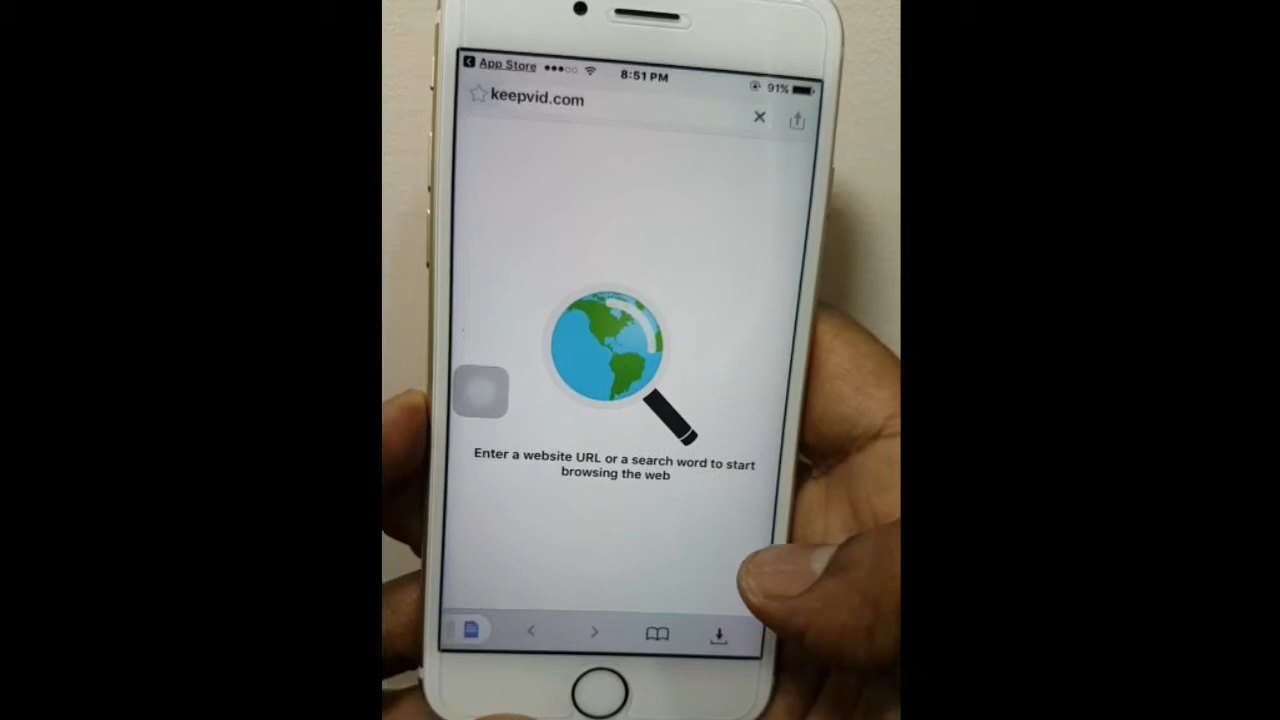 App Store 8:51 PM 91%
keepvid.com
Enter a website URL or a search word to start
browsing the web